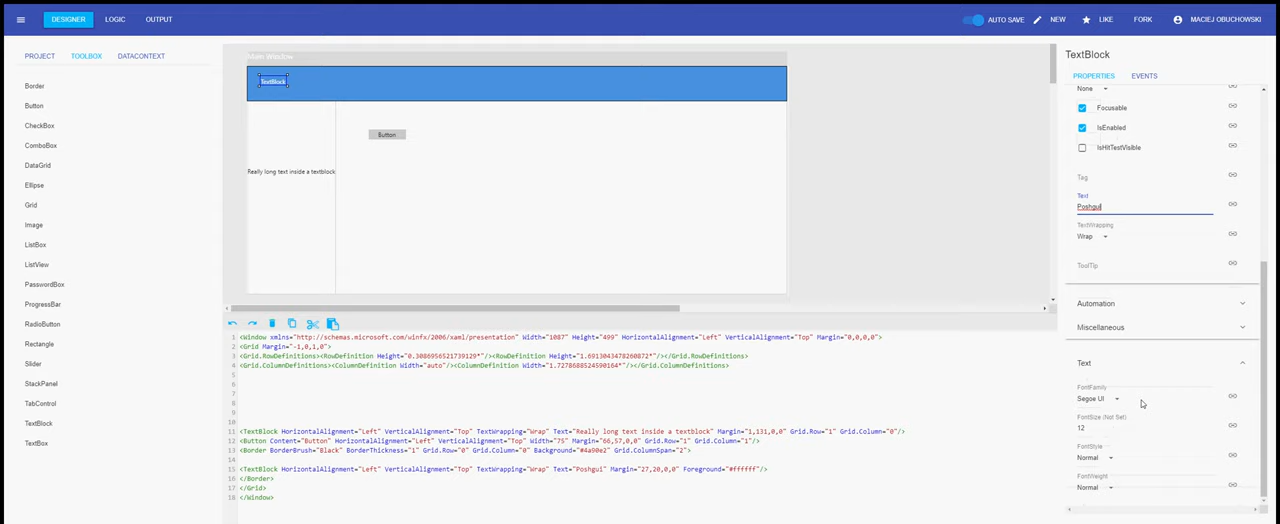 DESIGNER LOGIC OUTPUT AUTO SAVE NEW LIKE FORK MACIEJ OBUCHOWSKI
PROJECT TOOLBOX DATACONTEXT
Border
Button
CheckBox
ComboBox
DataGrid
Ellipse
Grid
Image
ListBox
ListView
PasswordBox
ProgressBar
RadioButton
Rectangle
Slider
StackPanel
TabControl
TextBlock
TextBox
Main Window
TextBlock
Button
Really long text inside a textblock
1 <Window xmlns="http://schemas.microsoft.com/winfx/2006/xaml/presentation" Width="1087" Height="499" HorizontalAlignment="Left" VerticalAlignment="Top" Margin="0,0,0,0">
2 <Grid Margin="-1,0,1,0">
3 <Grid.RowDefinitions><RowDefinition Height="0.3086956521739129*"/><RowDefinition Height="1.6913043478260872*"/></Grid.RowDefinitions>
4 <Grid.ColumnDefinitions><ColumnDefinition Width="auto"/><ColumnDefinition Width="1.7278688524590164*"/></Grid.ColumnDefinitions>
5
6
7
8
9
10
11 <TextBlock HorizontalAlignment="Left" VerticalAlignment="Top" TextWrapping="Wrap" Text="Really long text inside a textblock" Margin="1,131,0,0" Grid.Row="1" Grid.Column="0"/>
12 <Button Content="Button" HorizontalAlignment="Left" VerticalAlignment="Top" Width="75" Margin="66,57,0,0" Grid.Row="1" Grid.Column="1"/>
13 <Border BorderBrush="Black" BorderThickness="1" Grid.Row="0" Grid.Column="0" Background="#4a90e2" Grid.ColumnSpan="2">
14
15 <TextBlock HorizontalAlignment="Left" VerticalAlignment="Top" TextWrapping="Wrap" Text="Poshgui" Margin="27,20,0,0" Foreground="#ffffff"/>
16 </Border>
17 </Grid>
18 </Window>
TextBlock
PROPERTIES EVENTS
None
Focusable
IsEnabled
IsHitTestVisible
Tag
Text
Poshgui
TextWrapping
Wrap
ToolTip
Automation
Miscellaneous
Text
FontFamily
Segoe UI
FontSize (Not Set)
12
FontStyle
Normal
FontWeight
Normal